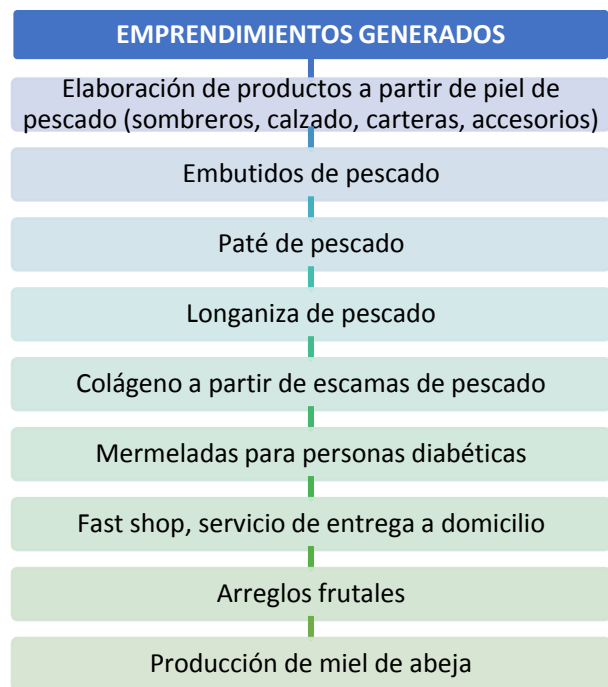 EMPRENDIMIENTOS GENERADOS
Elaboración de productos a partir de piel de
pescado (sombreros, calzado, carteras, accesorios)
Embutidos de pescado
Paté de pescado
Longaniza de pescado
Colágeno a partir de escamas de pescado
Mermeladas para personas diabéticas
Fast shop, servicio de entrega a domicilio
Arreglos frutales
Producción de miel de abeja